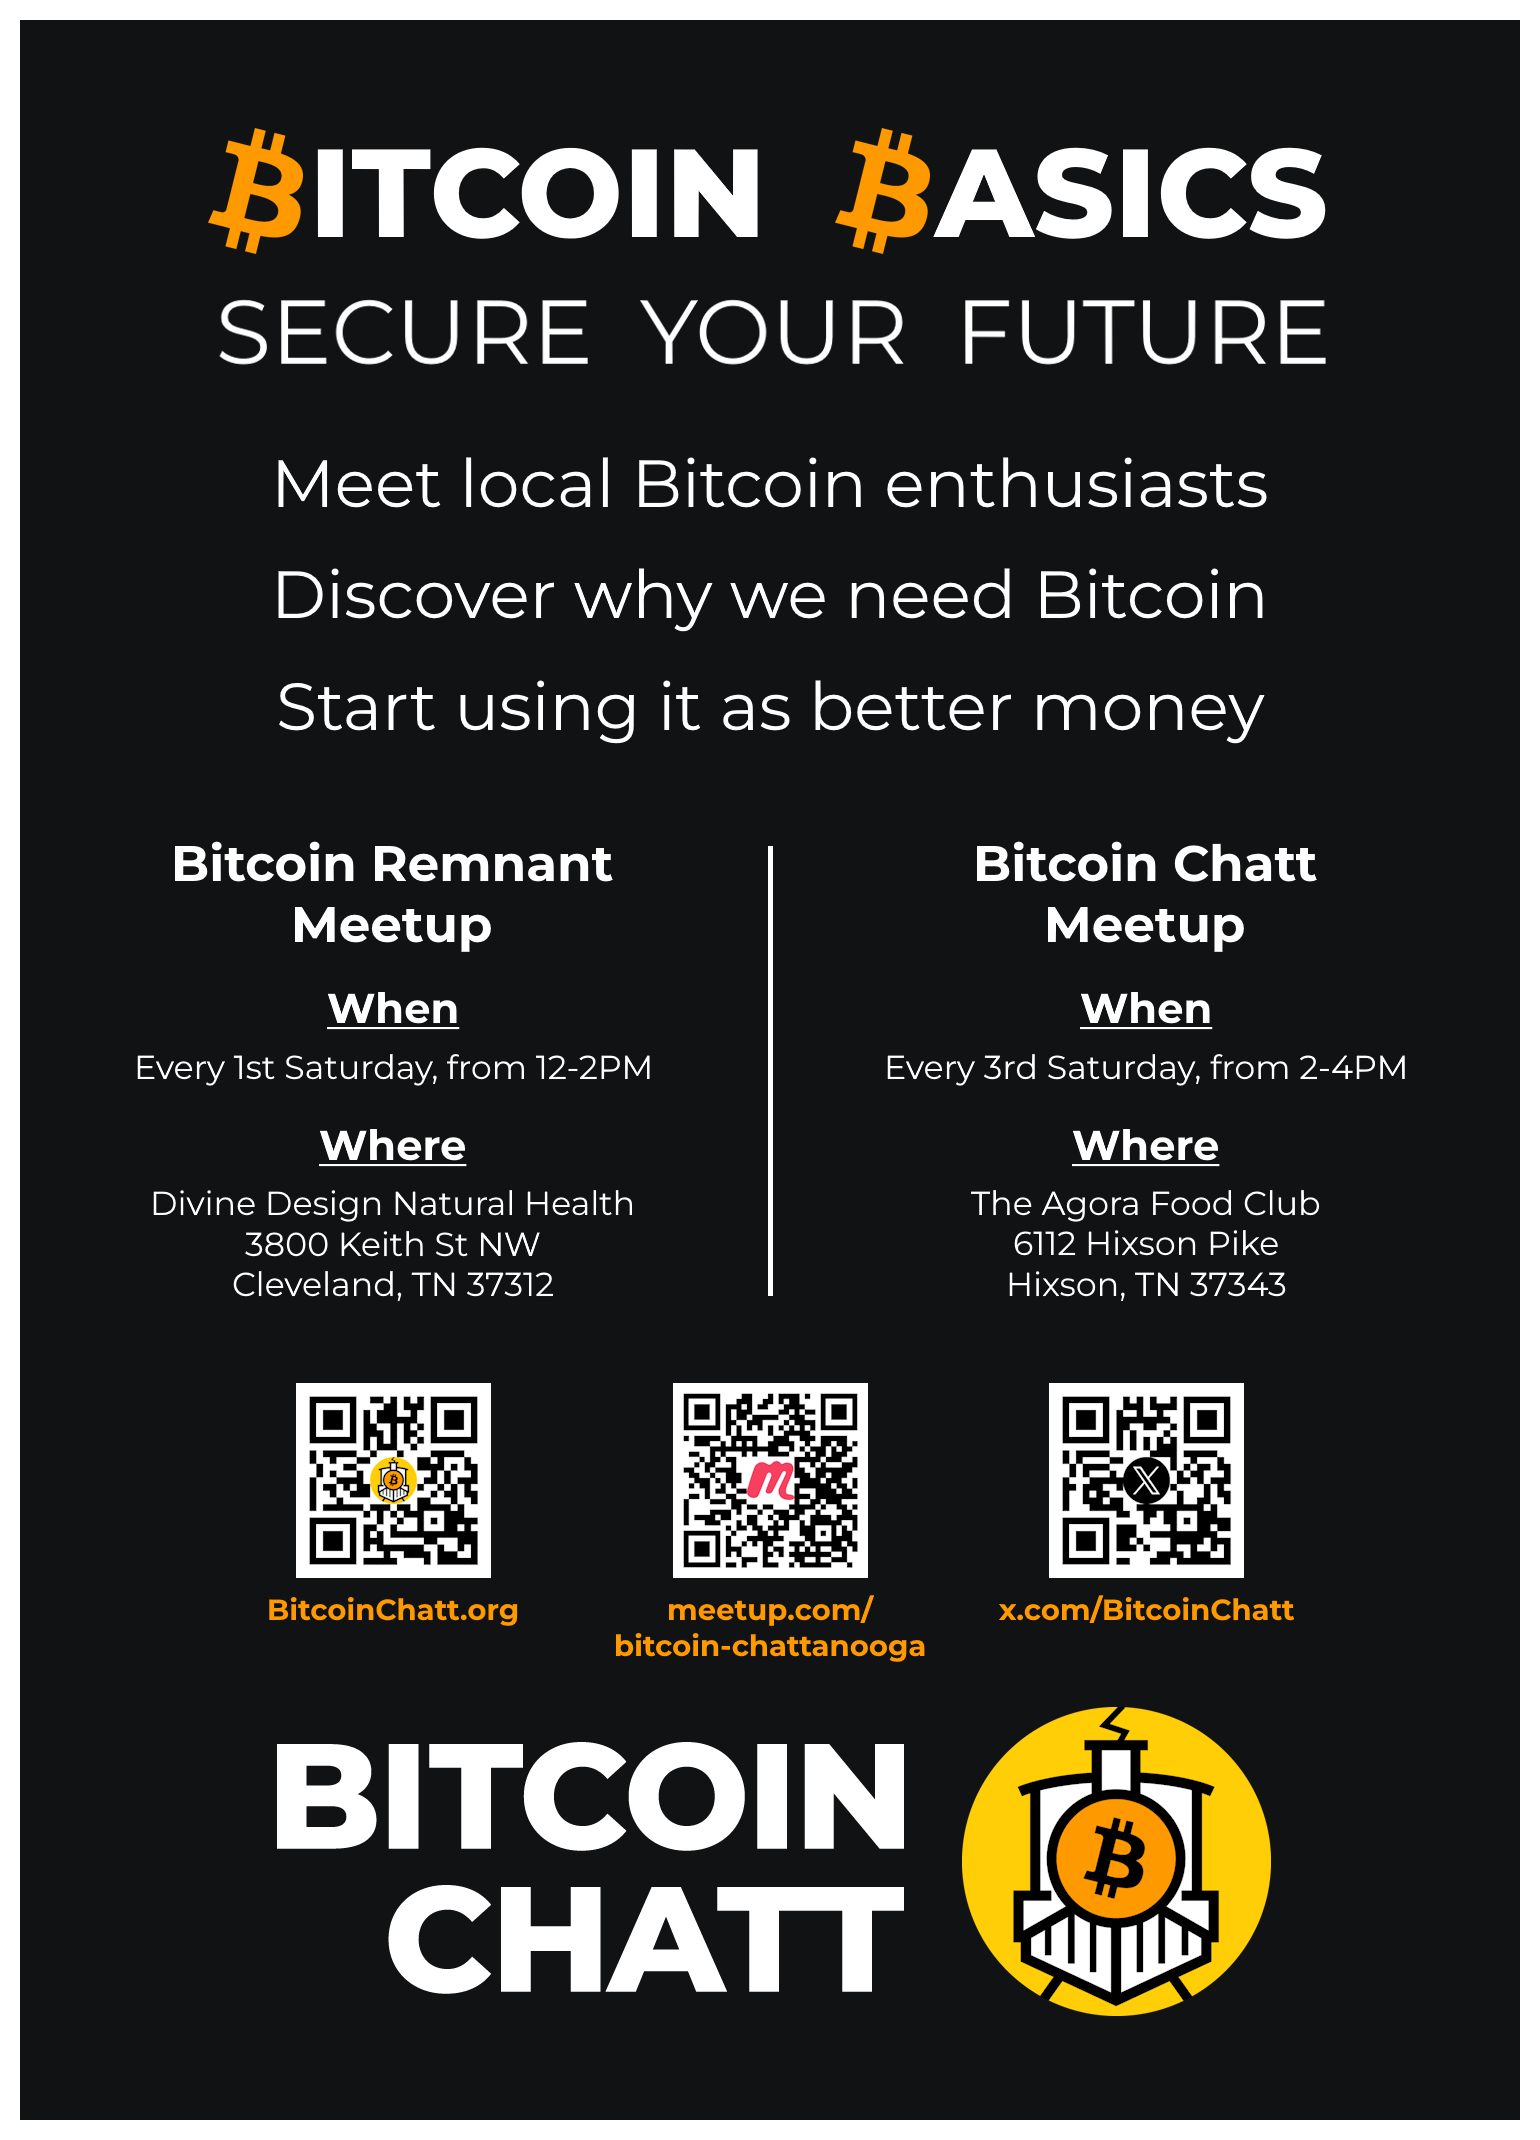 BITCOIN BASICS
SECURE YOUR FUTURE
Meet local Bitcoin enthusiasts
Discover why we need Bitcoin
Start using it as better money
Bitcoin Remnant
Meetup
When
Every 1st Saturday, from 12-2PM
Where
Divine Design Natural Health
3800 Keith St NW
Cleveland, TN 37312
Bitcoin Chatt
Meetup
When
Every 3rd Saturday, from 2-4PM
Where
The Agora Food Club
6112 Hixson Pike
Hixson, TN 37343
BitcoinChatt.org
meetup.com/
bitcoin-chattanooga
x.com/BitcoinChatt
BITCOIN
CHATT